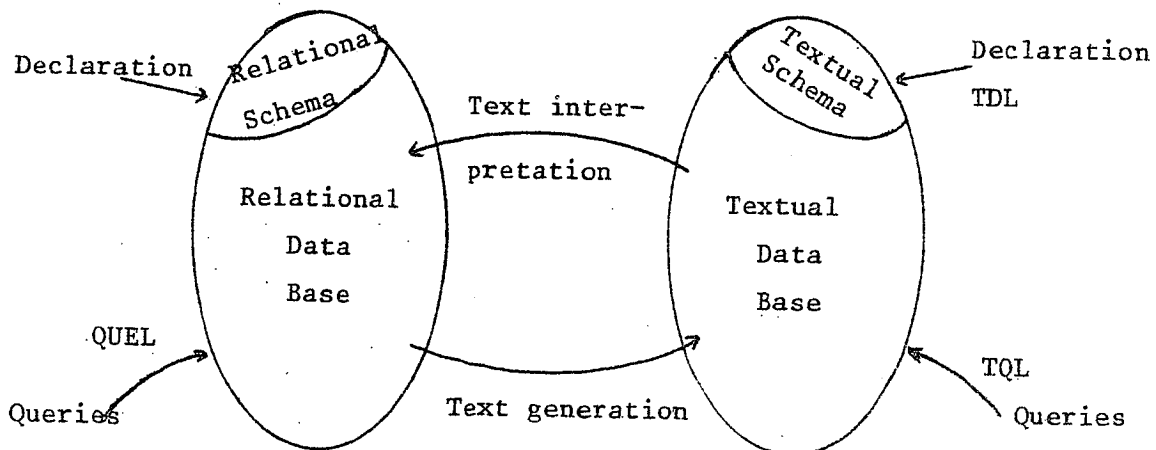 Declaration
Relational
Schema
Text inter-
pretation
Textual
Schema
Declaration
TDL
Relational
Data
Base
Textual
Data
Base
QUEL
Queries
Text generation
TQL
Queries